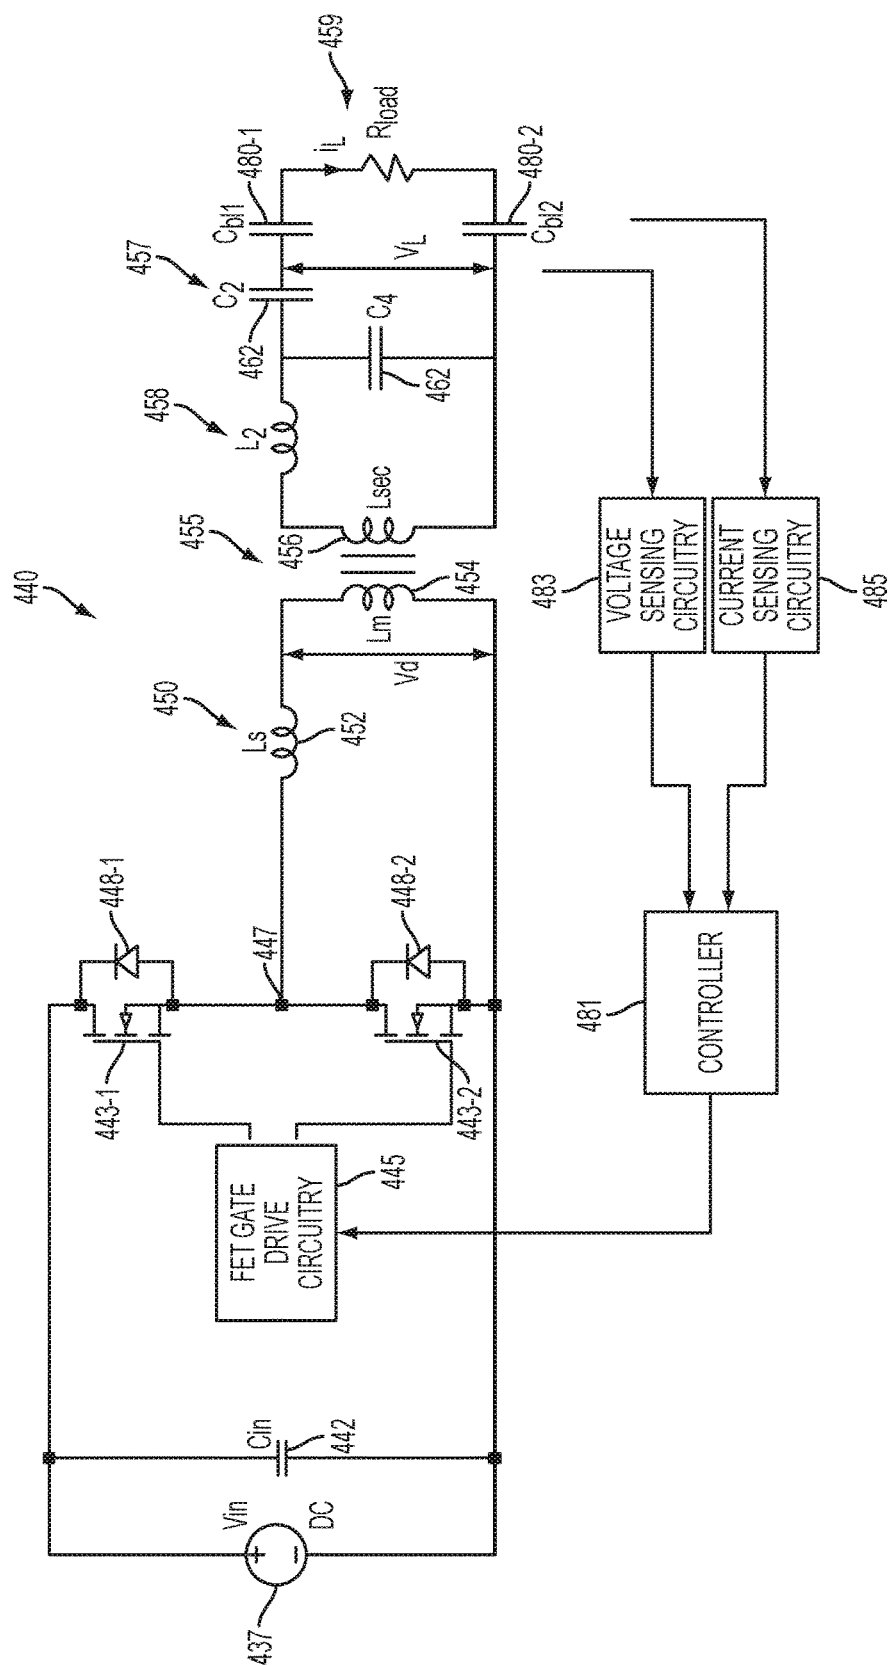 440
459
457
458
455
450
Cbl1
480-1
iL
Rload
480-2
Cbl2
VL
C2
462
C4
462
L2
Lsec
456
454
Lm
Vd
Ls
452
448-1
448-2
447
443-1
443-2
FET GATE
DRIVE
CIRCUITRY
445
Cin
442
Vin
DC
+
−
437
483
VOLTAGE
SENSING
CIRCUITRY
CURRENT
SENSING
CIRCUITRY
485
481
CONTROLLER